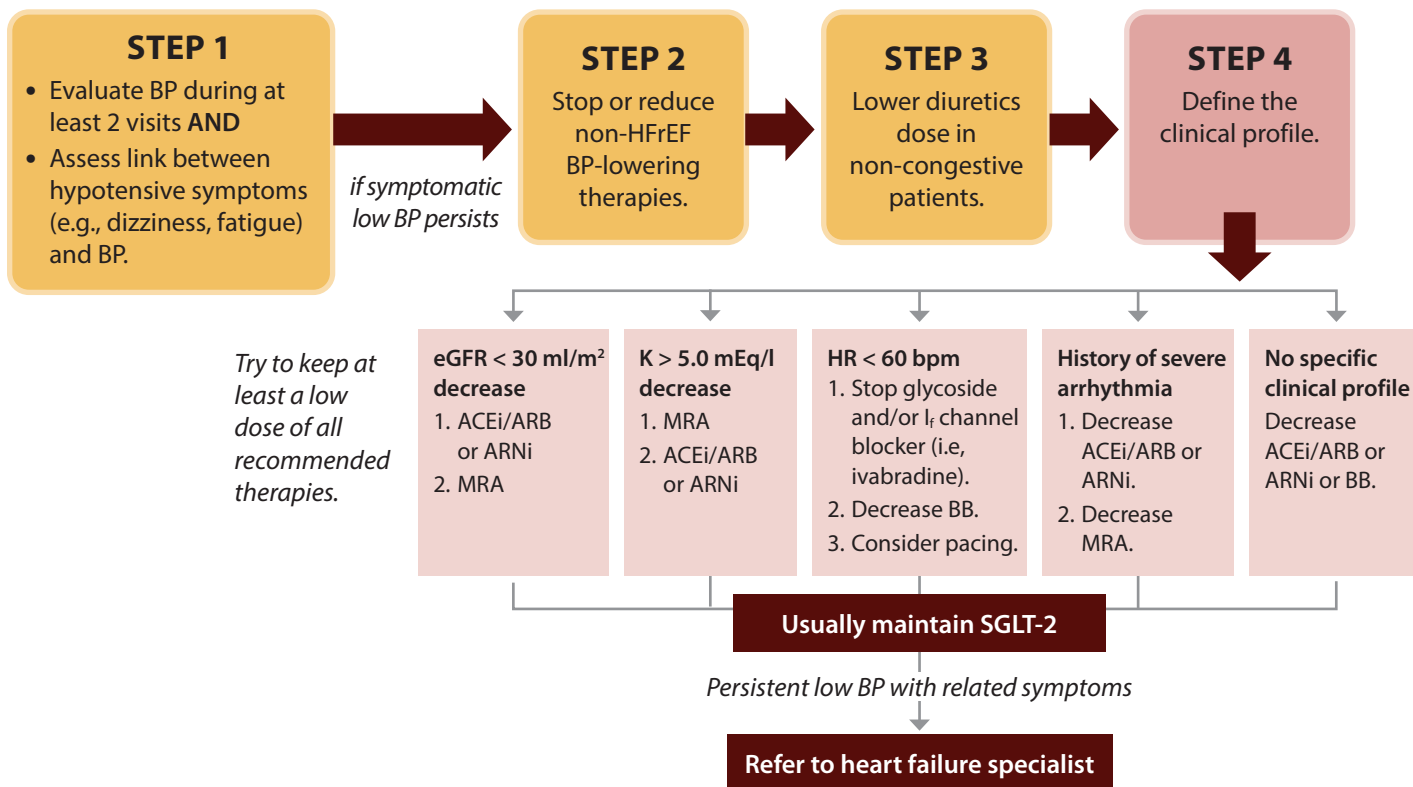 STEP 1
• Evaluate BP during at
least 2 visits AND
• Assess link between
hypotensive symptoms
(e.g., dizziness, fatigue)
and BP.
if symptomatic
low BP persists
STEP 2
Stop or reduce
non-HFrEF
BP-lowering
therapies.
STEP 3
Lower diuretics
dose in
non-congestive
patients.
STEP 4
Define the
clinical profile.
Try to keep at
least a low
dose of all
recommended
therapies.
eGFR < 30 ml/m²
decrease
1. ACEi/ARB
or ARNi
2. MRA
K > 5.0 mEq/l
decrease
1. MRA
2. ACEi/ARB
or ARNi
HR < 60 bpm
1. Stop glycoside
and/or If channel
blocker (i.e,
ivabradine).
2. Decrease BB.
3. Consider pacing.
History of severe
arrhythmia
1. Decrease
ACEi/ARB or
ARNi.
2. Decrease
MRA.
No specific
clinical profile
Decrease
ACEi/ARB or
ARNi or BB.
Usually maintain SGLT-2
Persistent low BP with related symptoms
Refer to heart failure specialist